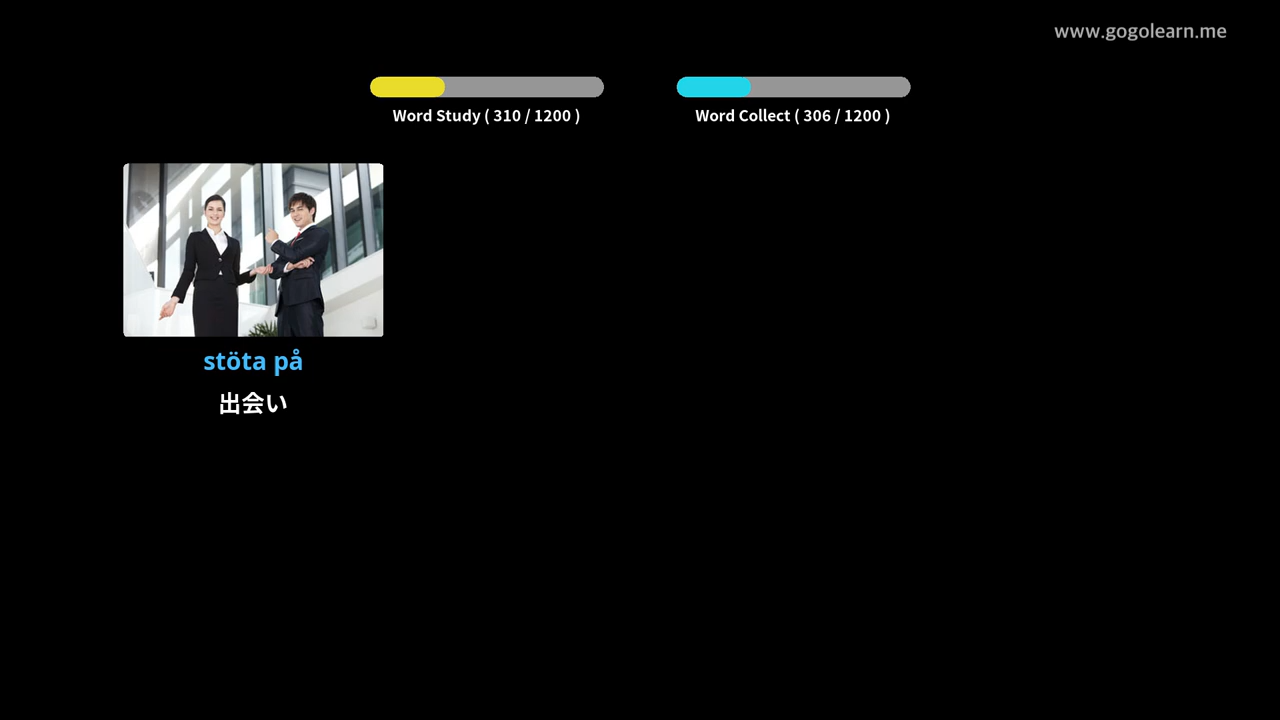 www.gogolearn.me
Word Study ( 310 / 1200 )
Word Collect ( 306 / 1200 )
stöta på
出会い